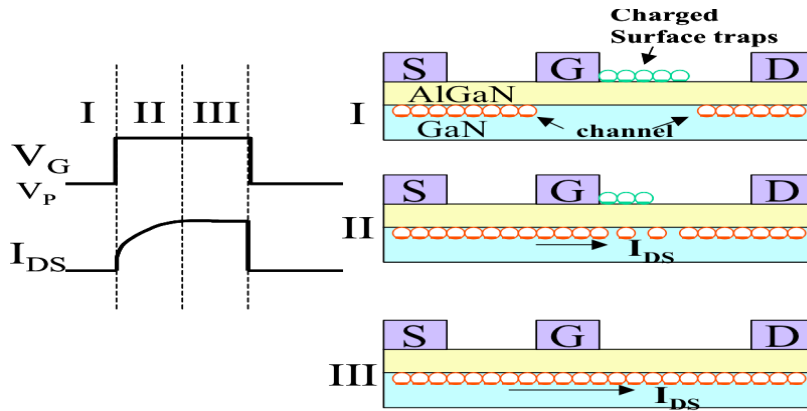 I II III
V_G
V_P
I_DS
Charged
Surface traps
S G D
AlGaN
I
GaN channel
S G D
II
I_DS
S G D
III
I_DS